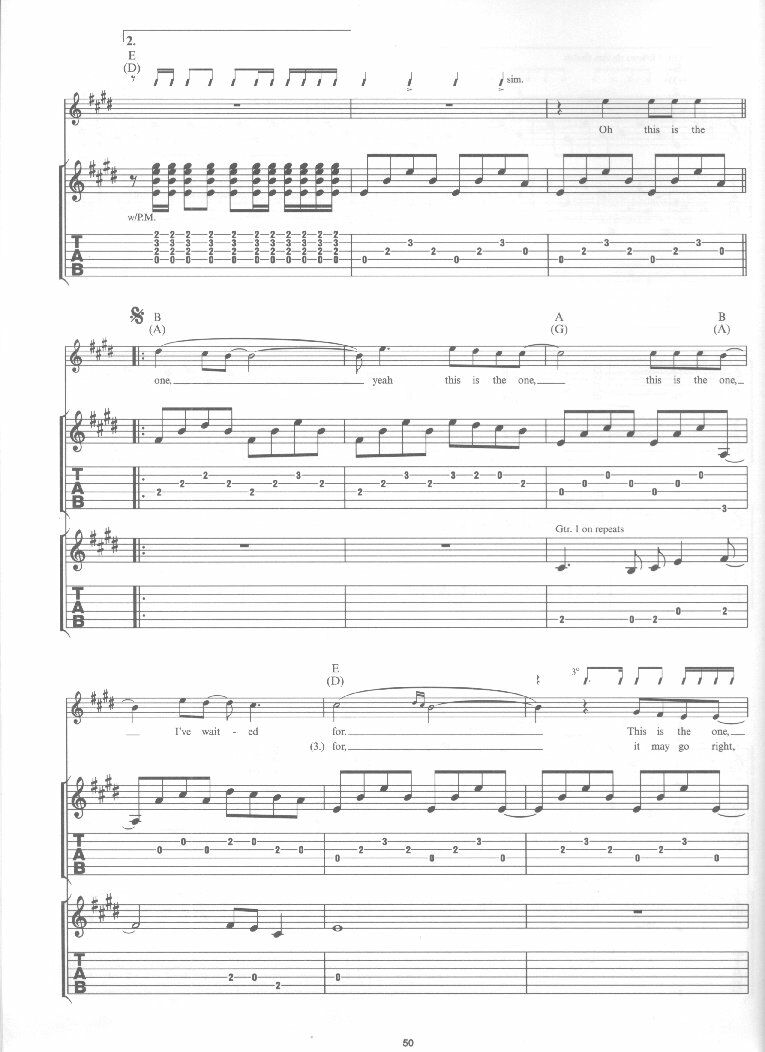 2.
E
(D)
sim.
Oh this is the
w/P.M.
2 2 2 2 2 2 2 2 2 2
3 3 3 3 3 3 3 3 3 3
2 2 2 2 2 2 2 2 2 2
0 0 0 0 0 0 0 0 0 0
0 2 3 2 0 2 3 0
0 2 3 2 0 2 3 0
T
A
B
B A B
(A) (G) (A)
one, yeah this is the one, this is the one,
T
A
B
2 2 2 2 2 2 3 2
2 2 3 2 3 2 0 2
0 0 0 0 0 0 0 3
Gtr. 1 on repeats
T
A
B
2 0 2 0 2
E
(D)
3°
I've wait - ed for. This is the one,
(3.) for, it may go right,
T
A
B
0 0 0 2 0 2 0
0 2 3 2 0 2 3 0
2 3 2 0 2 3 0
T
A
B
2 0 2 0
50